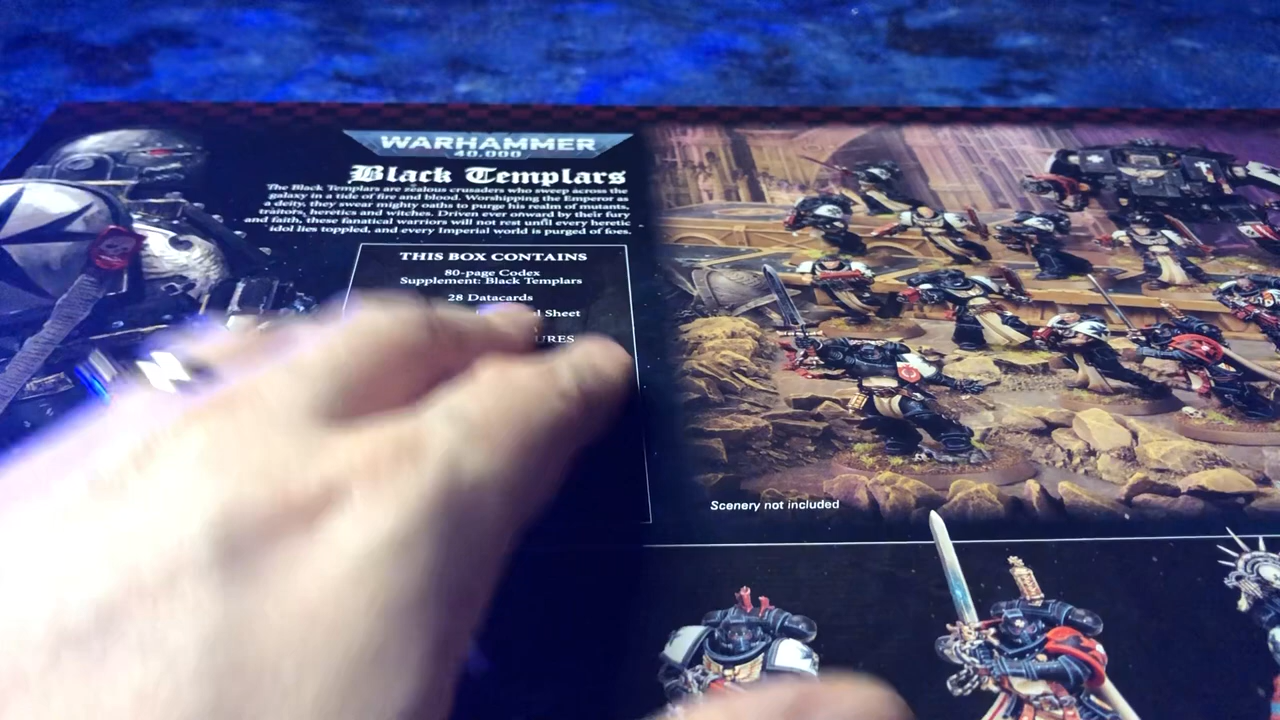 WARHAMMER
40,000
Black Templars
The Black Templars are zealous crusaders who sweep across the
galaxy in a tide of fire and blood. Worshipping the Emperor as
a deity, they swear mighty oaths to purge his realm of mutants,
traitors, heretics and witches. Driven ever onward by their fury
and faith, these fanatical warriors will not rest until every heretic
idol lies toppled, and every Imperial world is purged of foes.
THIS BOX CONTAINS
80-page Codex
Supplement: Black Templars
28 Datacards
Sheet
Scenery not included